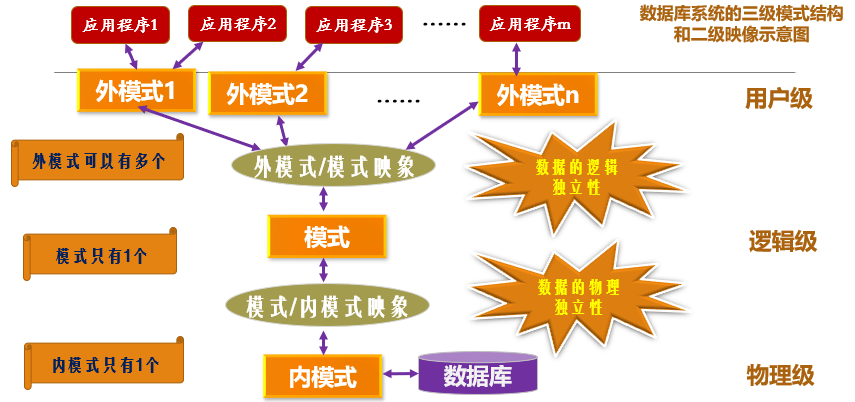 数据库系统的三级模式结构
和二级映像示意图
应用程序1
应用程序2
应用程序3
······
应用程序m
外模式1
外模式2
······
外模式n
用户级
外模式可以有多个
外模式/模式映象
数据的逻辑
独立性
模式只有1个
模式
逻辑级
模式/内模式映象
数据的物理
独立性
内模式只有1个
内模式
数据库
物理级